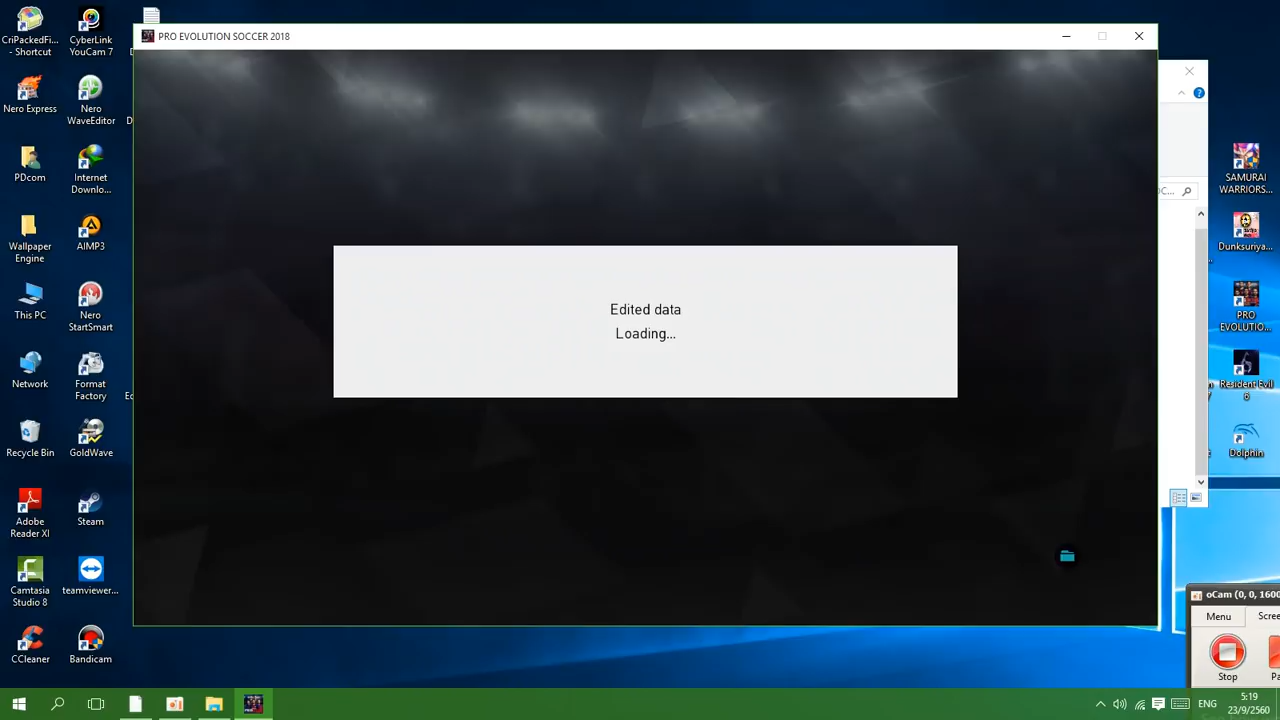 PRO EVOLUTION SOCCER 2018
Edited data
Loading...
CriPackedFi...
- Shortcut
CyberLink
YouCam 7
Nero Express
Nero
WaveEditor
PDcom
Internet
Downlo...
Wallpaper
Engine
AIMP3
This PC
Nero
StartSmart
Network
Format
Factory
Recycle Bin
GoldWave
Adobe
Reader XI
Steam
Camtasia
Studio 8
teamviewer...
CCleaner
Bandicam
SAMURAI
WARRIORS...
Dunksuriya...
PRO
EVOLUTIO...
Resident Evil
6
Dolphin
oCam (0, 0, 1600
Menu
Scree
Stop
Pa
ENG
5:19
23/9/2560